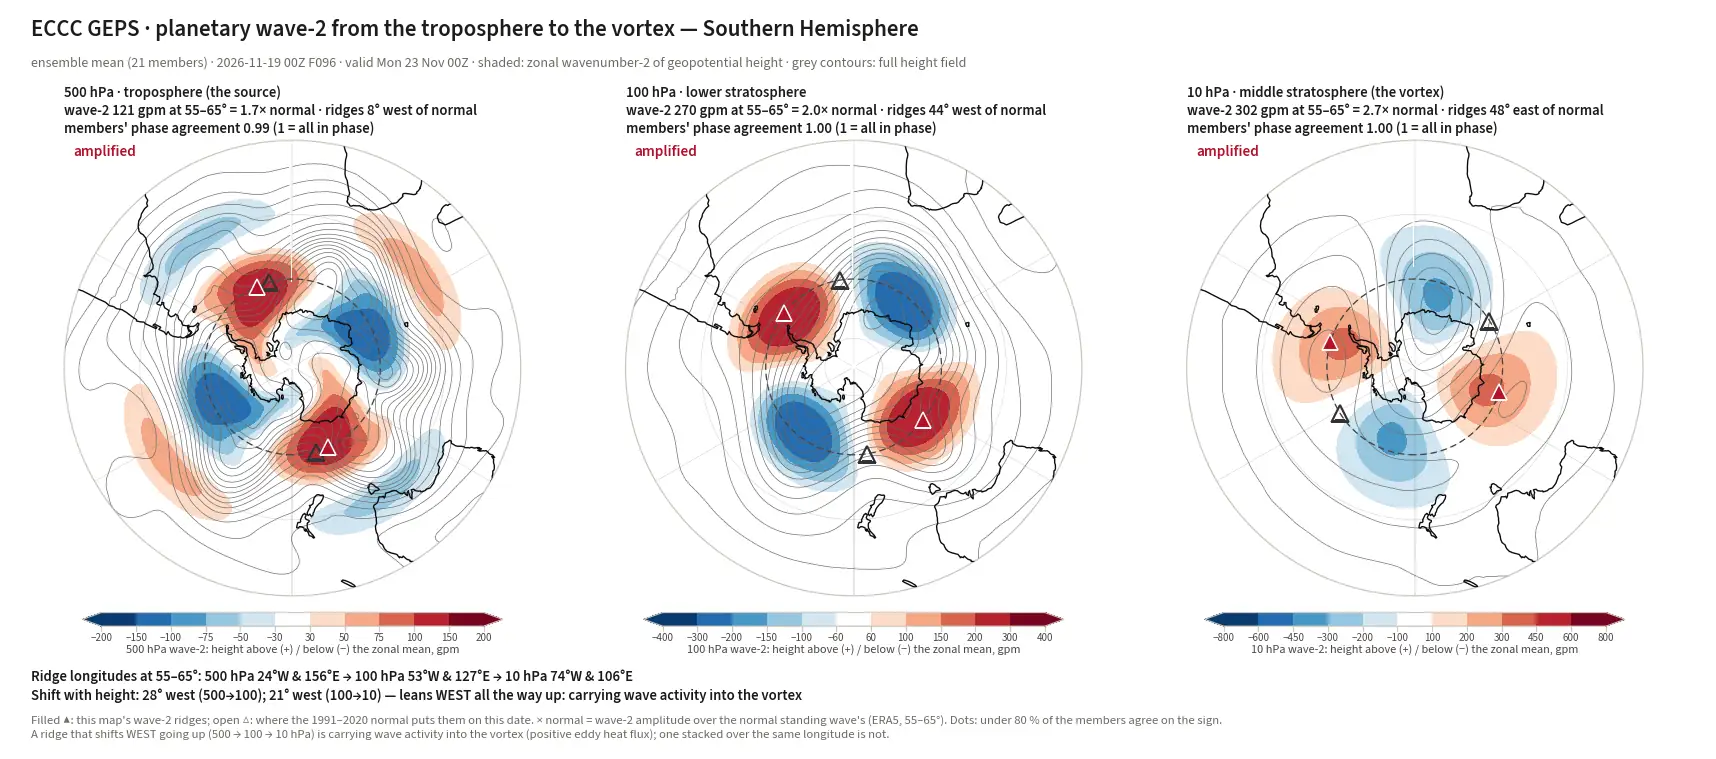 ECCC GEPS · planetary wave-2 from the troposphere to the vortex — Southern Hemisphere
ensemble mean (21 members) · 2026-11-19 00Z F096 · valid Mon 23 Nov 00Z · shaded: zonal wavenumber-2 of geopotential height · grey contours: full height field
500 hPa · troposphere (the source)
wave-2 121 gpm at 55–65° = 1.7× normal · ridges 8° west of normal
members' phase agreement 0.99 (1 = all in phase)
amplified
100 hPa · lower stratosphere
wave-2 270 gpm at 55–65° = 2.0× normal · ridges 44° west of normal
members' phase agreement 1.00 (1 = all in phase)
amplified
10 hPa · middle stratosphere (the vortex)
wave-2 302 gpm at 55–65° = 2.7× normal · ridges 48° east of normal
members' phase agreement 1.00 (1 = all in phase)
amplified
−200 −150 −100 −75 −50 −30 30 50 75 100 150 200
500 hPa wave-2: height above (+) / below (−) the zonal mean, gpm
−400 −300 −200 −150 −100 −60 60 100 150 200 300 400
100 hPa wave-2: height above (+) / below (−) the zonal mean, gpm
−800 −600 −450 −300 −200 −100 100 200 300 450 600 800
10 hPa wave-2: height above (+) / below (−) the zonal mean, gpm
Ridge longitudes at 55–65°: 500 hPa 24°W & 156°E → 100 hPa 53°W & 127°E → 10 hPa 74°W & 106°E
Shift with height: 28° west (500→100); 21° west (100→10) — leans WEST all the way up: carrying wave activity into the vortex
Filled ▲: this map's wave-2 ridges; open △: where the 1991–2020 normal puts them on this date. × normal = wave-2 amplitude over the normal standing wave's (ERA5, 55–65°). Dots: under 80 % of the members agree on the sign.
A ridge that shifts WEST going up (500 → 100 → 10 hPa) is carrying wave activity into the vortex (positive eddy heat flux); one stacked over the same longitude is not.